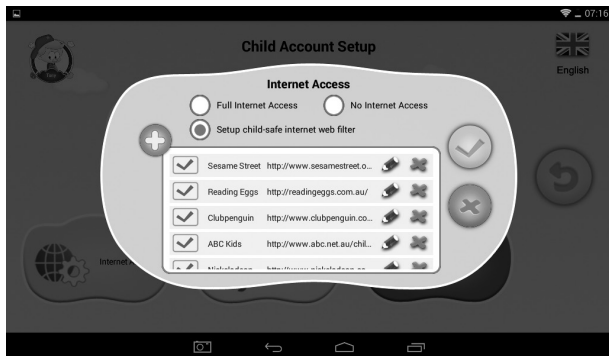 07:16
Child Account Setup
English
Internet Access
Full Internet Access No Internet Access
Setup child-safe internet web filter
Sesame Street http://www.sesamestreet.o...
Reading Eggs http://readingeggs.com.au/
Clubpenguin http://www.clubpenguin.co...
ABC Kids http://www.abc.net.au/chil...
Internet A